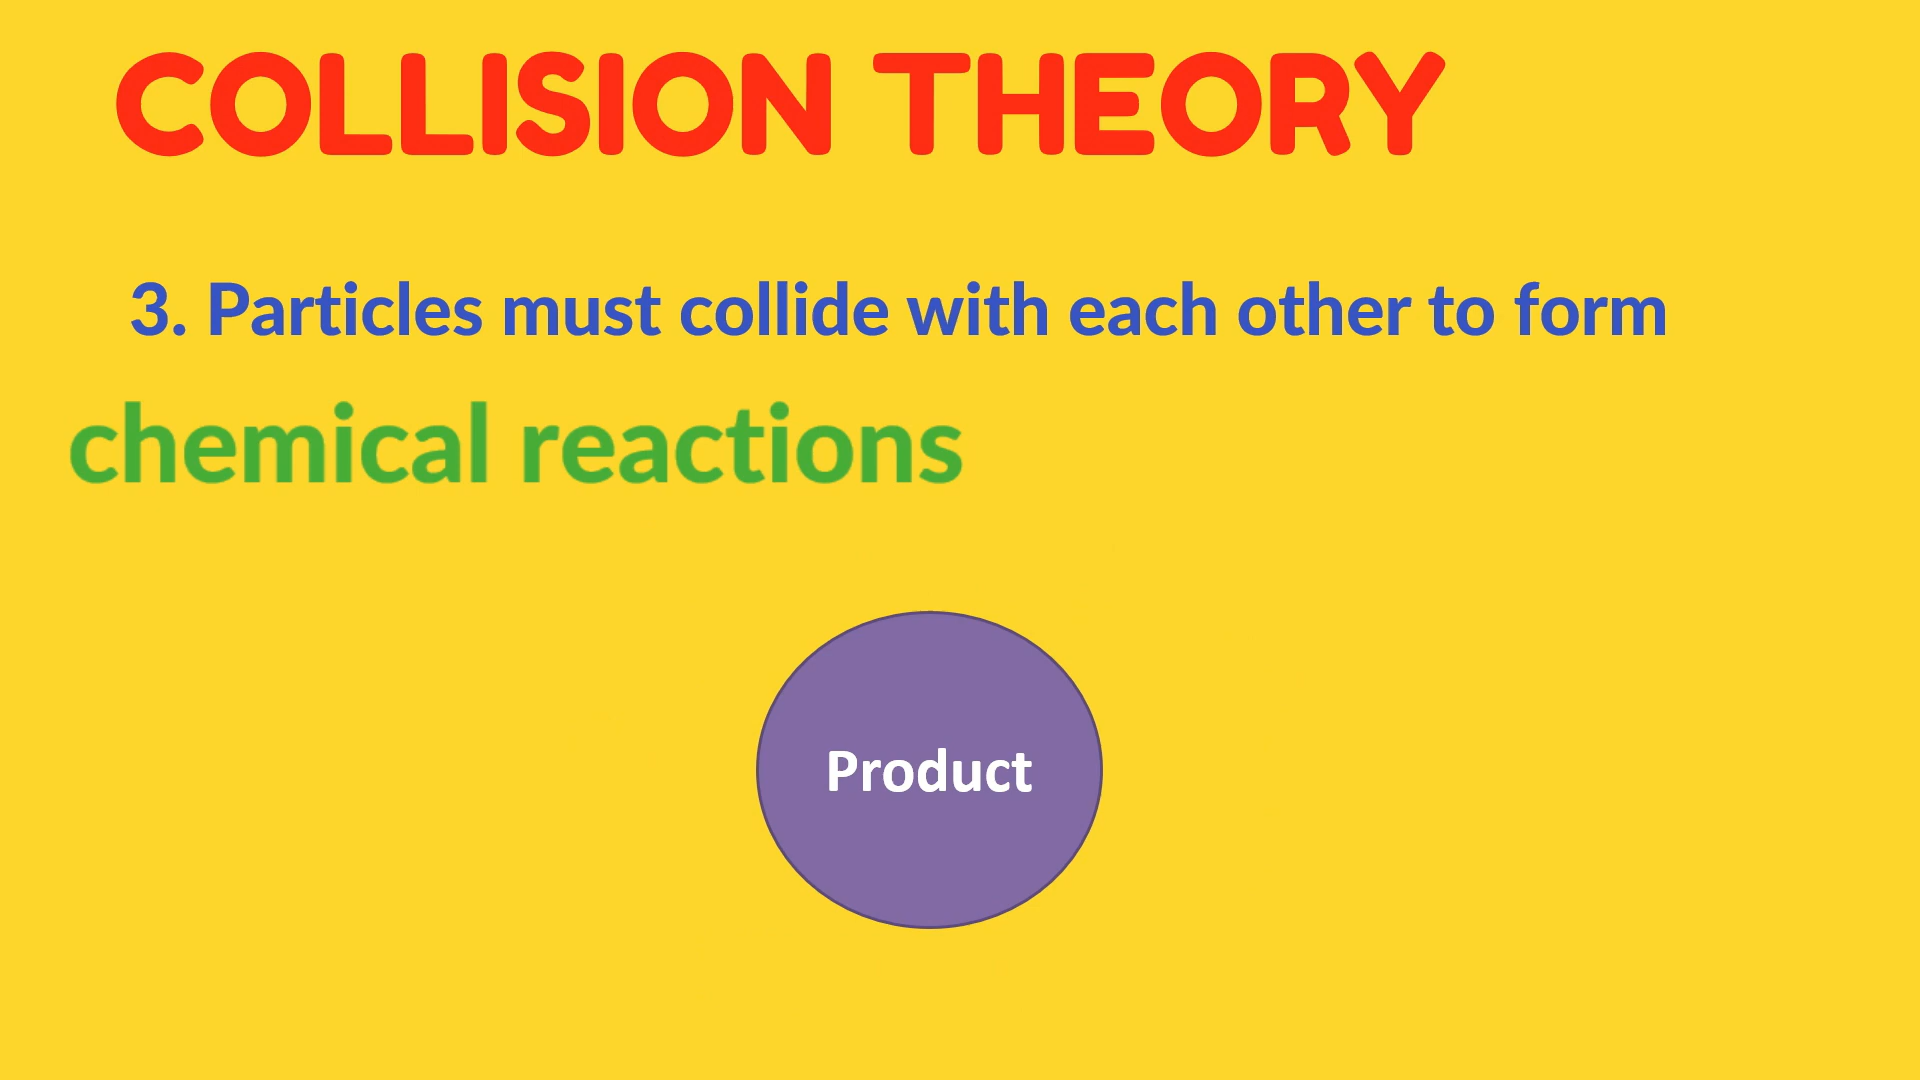 COLLISION THEORY
3. Particles must collide with each other to form
chemical reactions
Product